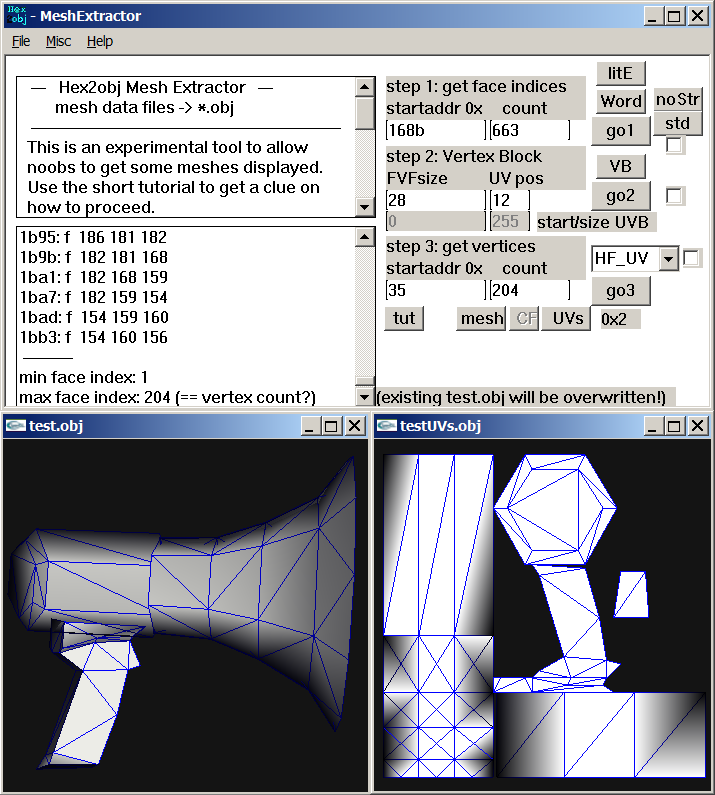 Hex
obj - MeshExtractor
File Misc Help
— Hex2obj Mesh Extractor —
mesh data files -> *.obj
This is an experimental tool to allow
noobs to get some meshes displayed.
Use the short tutorial to get a clue on
how to proceed.
1b95: f 186 181 182
1b9b: f 182 181 168
1ba1: f 182 168 159
1ba7: f 182 159 154
1bad: f 154 159 160
1bb3: f 154 160 156
min face index: 1
max face index: 204 (== vertex count?)
step 1: get face indices
startaddr 0x count
168b 663
litE
Word
noStr
go1
std
step 2: Vertex Block
FVFsize UV pos
28 12
0 255 start/size UVB
VB
go2
step 3: get vertices
startaddr 0x count
35 204
HF_UV
go3
tut mesh CF UVs 0x2
(existing test.obj will be overwritten!)
test.obj
testUVs.obj